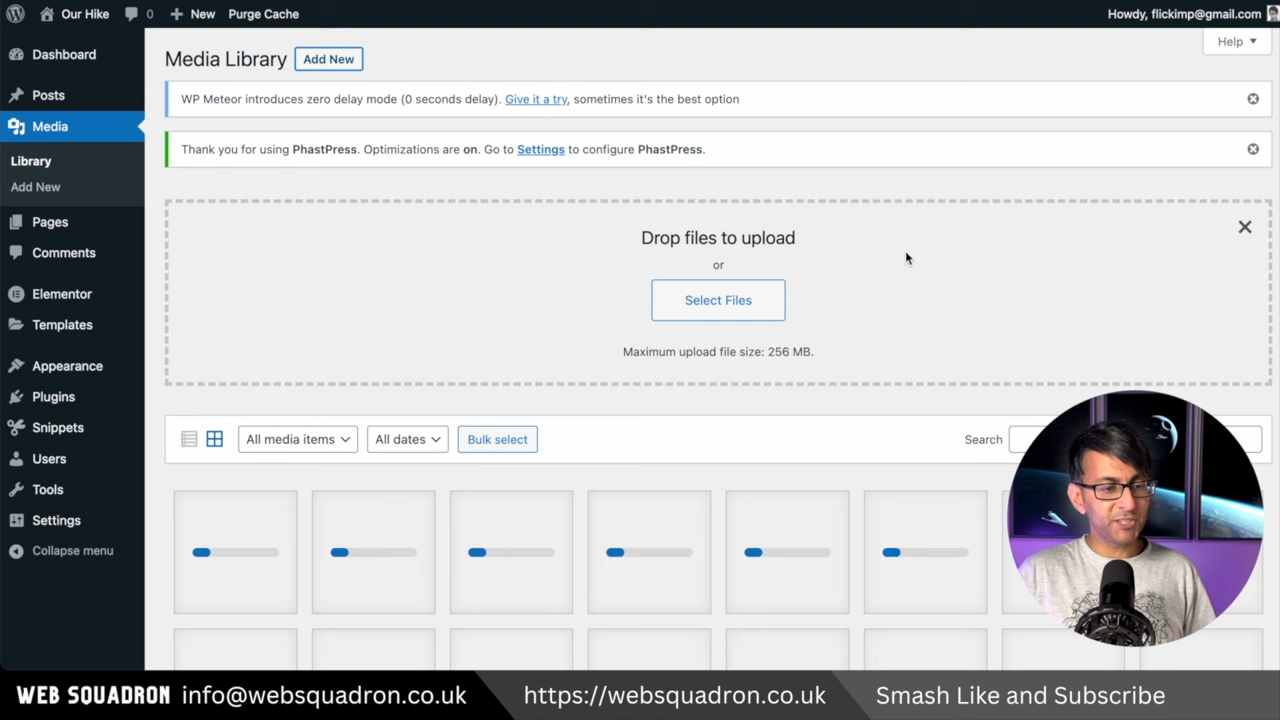 Our Hike
0
New
Purge Cache
Howdy, flickimp@gmail.com
Dashboard
Posts
Media
Library
Add New
Pages
Comments
Elementor
Templates
Appearance
Plugins
Snippets
Users
Tools
Settings
Collapse menu
Help
Media Library
Add New
WP Meteor introduces zero delay mode (0 seconds delay). Give it a try, sometimes it's the best option
Thank you for using PhastPress. Optimizations are on. Go to Settings to configure PhastPress.
Drop files to upload
or
Select Files
Maximum upload file size: 256 MB.
All media items
All dates
Bulk select
Search
WEB SQUADRON info@websquadron.co.uk
https://websquadron.co.uk
Smash Like and Subscribe